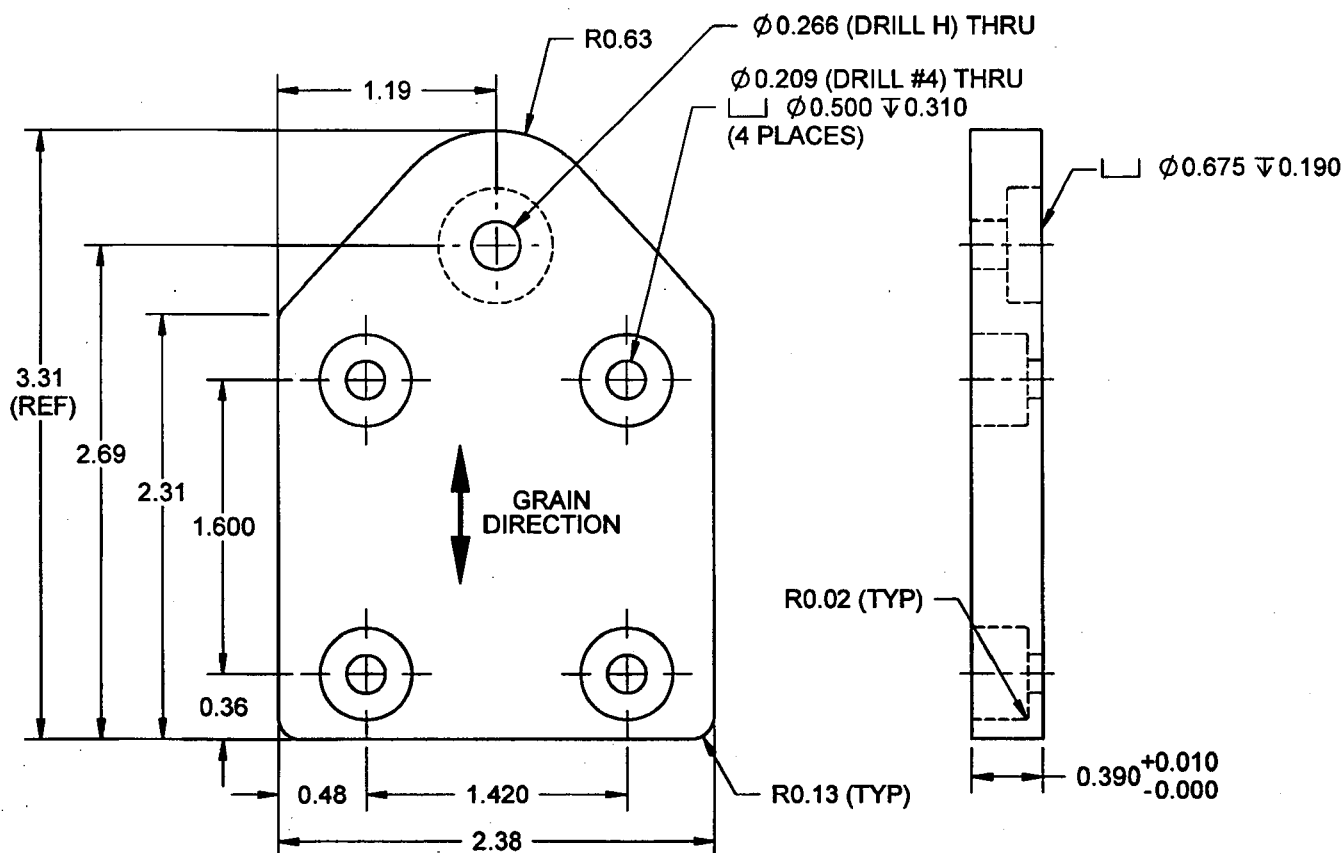 R0.63
Ø0.266 (DRILL H) THRU
Ø0.209 (DRILL #4) THRU
⌴ Ø0.500 ↧0.310
(4 PLACES)
1.19
⌴ Ø0.675 ↧0.190
3.31
(REF)
2.69
2.31
1.600
GRAIN
DIRECTION
R0.02 (TYP)
0.36
0.48
1.420
R0.13 (TYP)
0.390 +0.010
-0.000
2.38